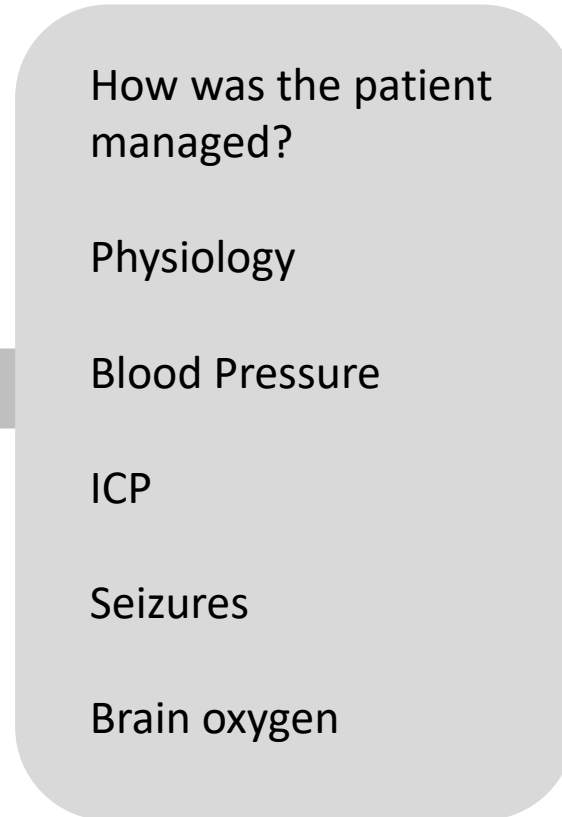 How was the patient
managed?
Physiology
Blood Pressure
ICP
Seizures
Brain oxygen